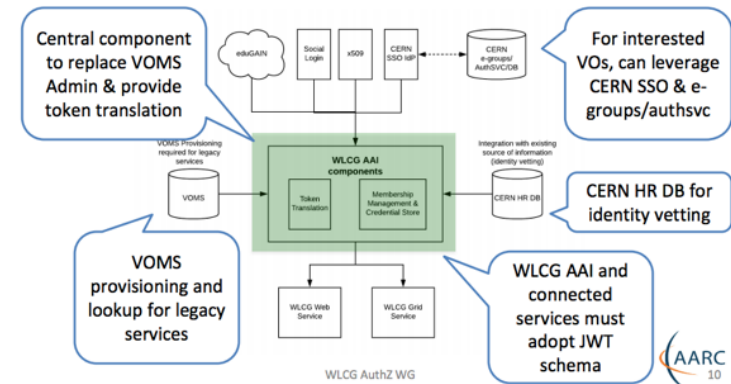 Central component
to replace VOMS
Admin & provide
token translation
eduGAIN
Social
Login
x509
CERN
SSO IdP
CERN
e-groups/
AuthSVC/DB
For interested
VOs, can leverage
CERN SSO & e-
groups/authsvc
VOMS Provisioning
required for legacy
services)
VOMS
WLCG AAI
components
Token
Translation
Membership
Management &
Credential Store
Integration with existing
source of information
(identity vetting)
CERN HR DB
CERN HR DB for
identity vetting
VOMS
provisioning and
lookup for legacy
services
WLCG Web
Service
WLCG Grid
Service
WLCG AAI and
connected
services must
adopt JWT
schema
WLCG AuthZ WG
AARC
10